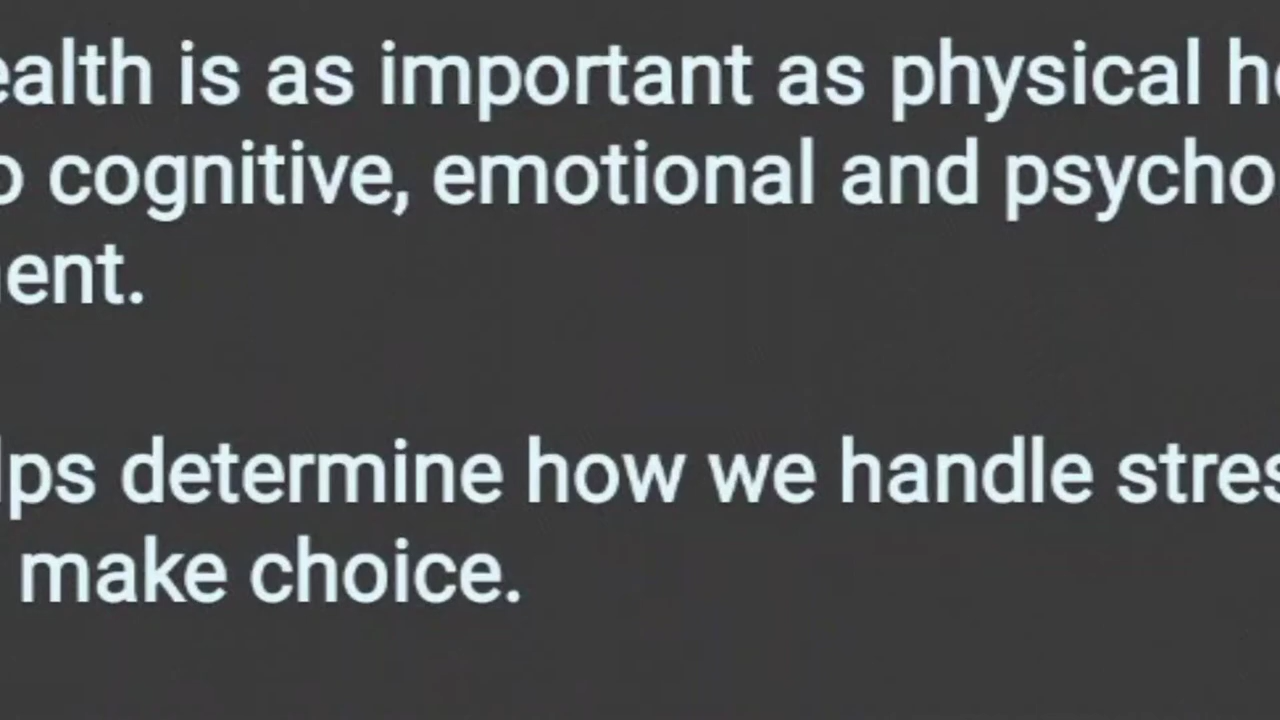 ealth is as important as physical he
o cognitive, emotional and psycho
ent.
lps determine how we handle stres
make choice.